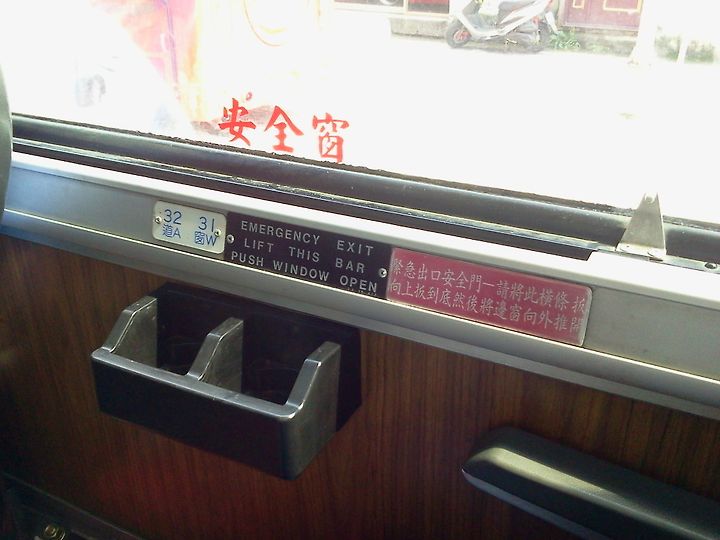 安全窗
32 31
道A 窗W
EMERGENCY EXIT
LIFT THIS BAR
PUSH WINDOW OPEN
緊急出口安全門－請將此橫條扳
向上扳到底然後將邊窗向外推開